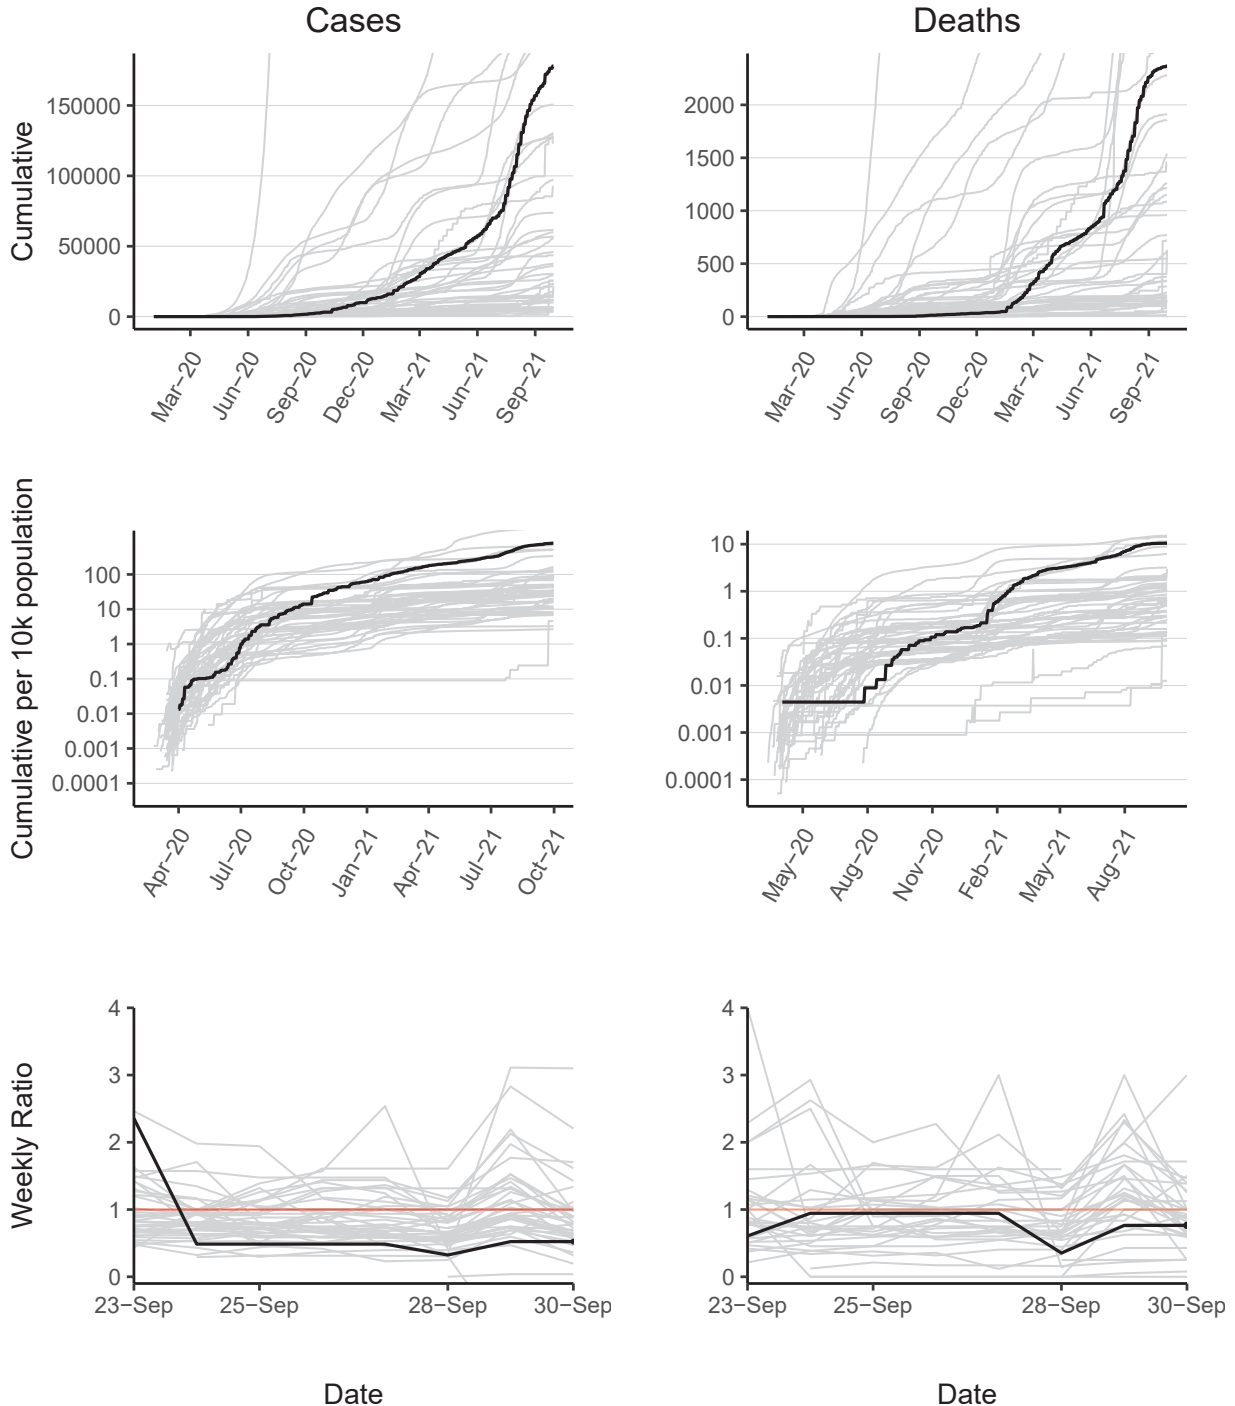 Cases
Deaths
Cumulative
150000
100000
50000
0
Mar−20
Jun−20
Sep−20
Dec−20
Mar−21
Jun−21
Sep−21
2000
1500
1000
500
0
Mar−20
Jun−20
Sep−20
Dec−20
Mar−21
Jun−21
Sep−21
Cumulative per 10k population
100
10
1
0.1
0.01
0.001
0.0001
Apr−20
Jul−20
Oct−20
Jan−21
Apr−21
Jul−21
Oct−21
10
1
0.1
0.01
0.001
0.0001
May−20
Aug−20
Nov−20
Feb−21
May−21
Aug−21
Weekly Ratio
4
3
2
1
0
23−Sep
25−Sep
28−Sep
30−Sep
4
3
2
1
0
23−Sep
25−Sep
28−Sep
30−Sep
Date
Date